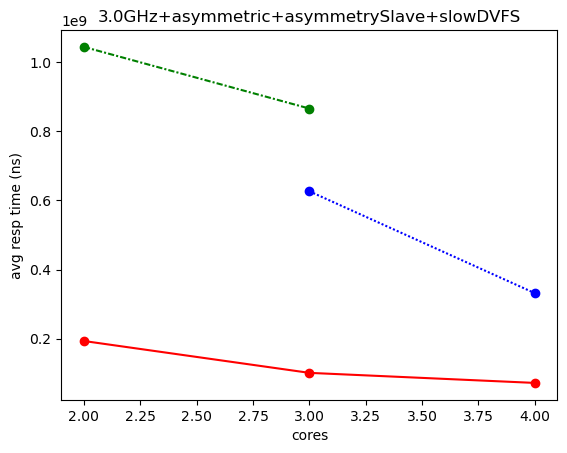 3.0GHz+asymmetric+asymmetrySlave+slowDVFS
1e9
1.0
0.8
0.6
0.4
0.2
avg resp time (ns)
2.00 2.25 2.50 2.75 3.00 3.25 3.50 3.75 4.00
cores